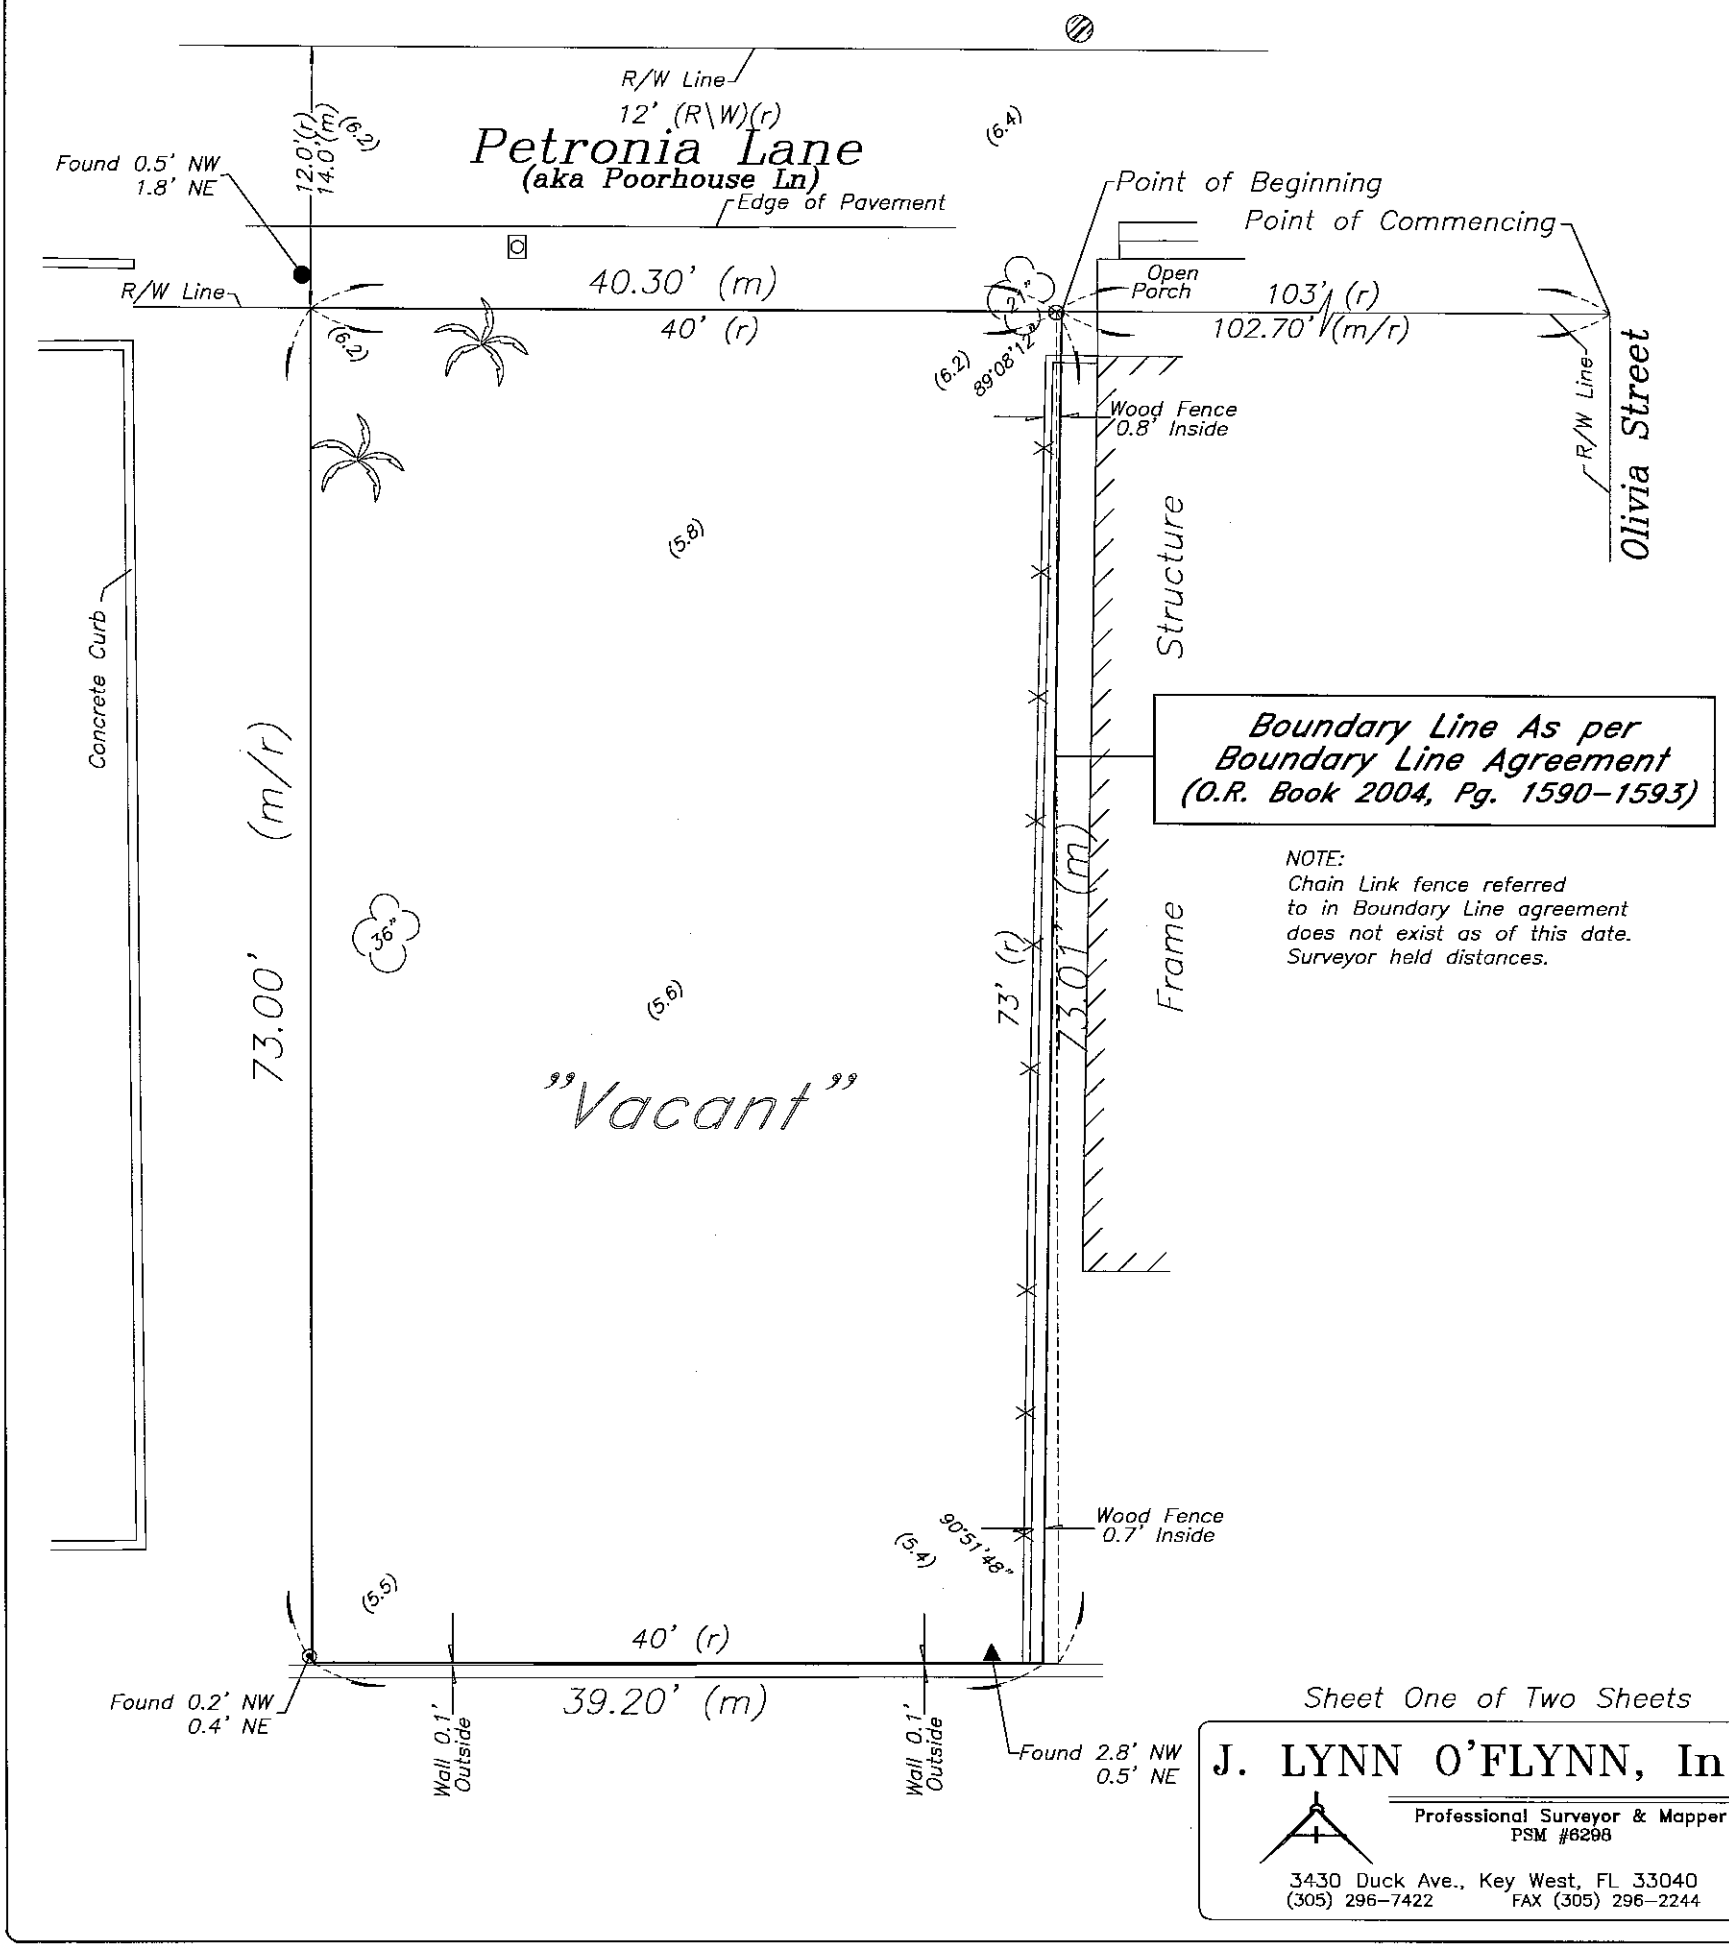 R/W Line
12' (R\W)(r)
Petronia Lane
(aka Poorhouse Ln)
Edge of Pavement
12.0'(r)
14.0'(m)
(6.2)
(6.4)
Found 0.5' NW
1.8' NE
Point of Beginning
Point of Commencing
R/W Line
40.30' (m)
40' (r)
21"
Open
Porch
103' (r)
102.70' (m/r)
(6.2)
(6.2)
89°08'12"
Wood Fence
0.8' Inside
R/W Line
Olivia Street
(5.8)
Structure
Concrete Curb
Boundary Line As per
Boundary Line Agreement
(O.R. Book 2004, Pg. 1590-1593)
73.00' (m/r)
NOTE:
Chain Link fence referred
to in Boundary Line agreement
does not exist as of this date.
Surveyor held distances.
36"
73' (r)
73.01' (m)
Frame
(5.6)
"Vacant"
Wood Fence
0.7' Inside
90°51'48"
(5.4)
(5.5)
40' (r)
39.20' (m)
Found 0.2' NW
0.4' NE
Wall 0.1'
Outside
Wall 0.1'
Outside
Found 2.8' NW
0.5' NE
Sheet One of Two Sheets
J. LYNN O'FLYNN, In
Professional Surveyor & Mapper
PSM #6298
3430 Duck Ave., Key West, FL 33040
(305) 296-7422 FAX (305) 296-2244